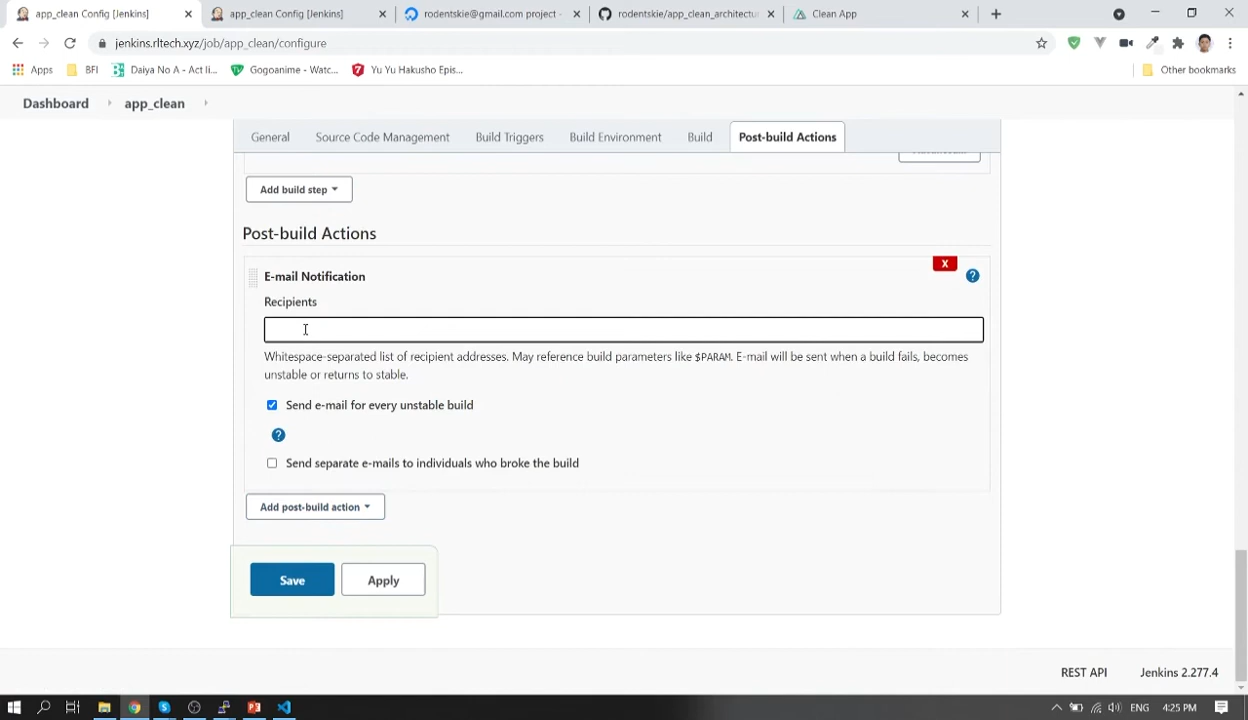 app_clean Config [Jenkins]
app_clean Config [Jenkins]
rodentskie@gmail.com project -
rodentskie/app_clean_architectu
Clean App
jenkins.rltech.xyz/job/app_clean/configure
Apps
BFI
Daiya No A - Act Ii...
Gogoanime - Watc...
Yu Yu Hakusho Epis...
Other bookmarks
Dashboard
app_clean
General
Source Code Management
Build Triggers
Build Environment
Build
Post-build Actions
Add build step
Post-build Actions
E-mail Notification
X
?
Recipients
Whitespace-separated list of recipient addresses. May reference build parameters like $PARAM. E-mail will be sent when a build fails, becomes
unstable or returns to stable.
Send e-mail for every unstable build
?
Send separate e-mails to individuals who broke the build
Add post-build action
Save
Apply
REST API
Jenkins 2.277.4
ENG
4:25 PM